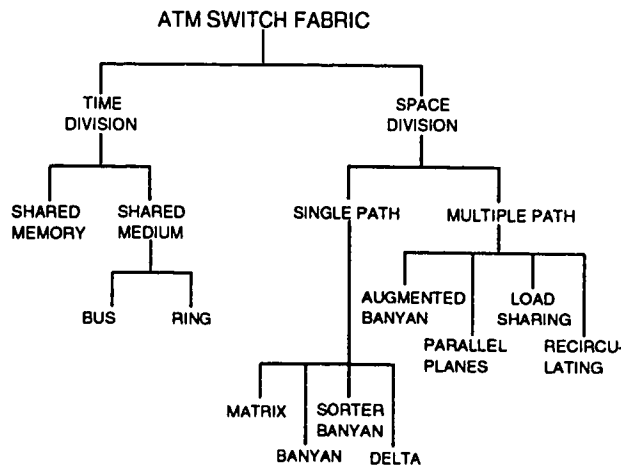 ATM SWITCH FABRIC
TIME
DIVISION
SPACE
DIVISION
SHARED
MEMORY
SHARED
MEDIUM
SINGLE PATH
MULTIPLE PATH
BUS
RING
AUGMENTED
BANYAN
LOAD
SHARING
PARALLEL
PLANES
RECIRCU-
LATING
MATRIX
SORTER
BANYAN
BANYAN
DELTA